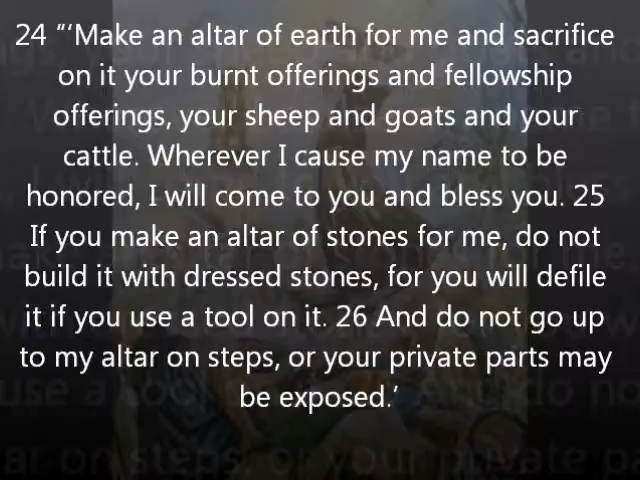 24 “‘Make an altar of earth for me and sacrifice
on it your burnt offerings and fellowship
offerings, your sheep and goats and your
cattle. Wherever I cause my name to be
honored, I will come to you and bless you. 25
If you make an altar of stones for me, do not
build it with dressed stones, for you will defile
it if you use a tool on it. 26 And do not go up
to my altar on steps, or your private parts may
be exposed.’